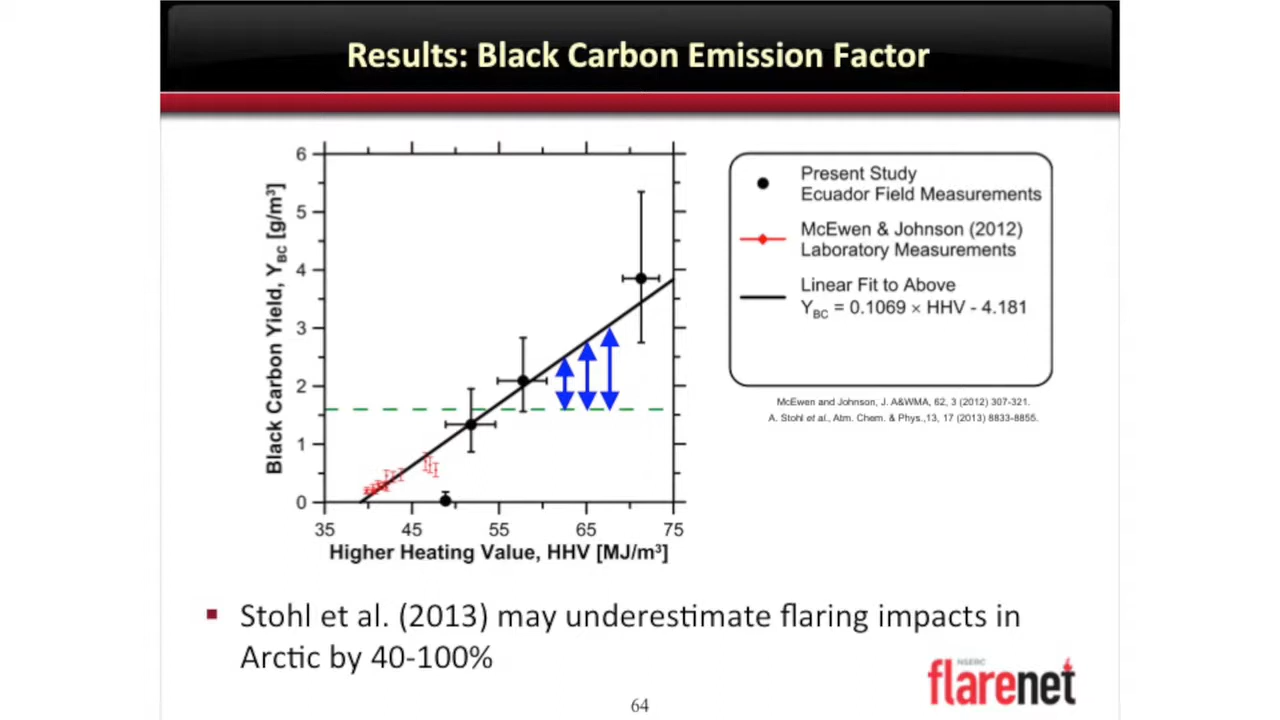 Results: Black Carbon Emission Factor
6
5
4
3
2
1
0
Black Carbon Yield, Y_BC [g/m³]
35 45 55 65 75
Higher Heating Value, HHV [MJ/m³]
Present Study
Ecuador Field Measurements
McEwen & Johnson (2012)
Laboratory Measurements
Linear Fit to Above
Y_BC = 0.1069 × HHV - 4.181
McEwen and Johnson, J. A&WMA, 62, 3 (2012) 307-321.
A. Stohl et al., Atm. Chem. & Phys.,13, 17 (2013) 8833-8855.
Stohl et al. (2013) may underestimate flaring impacts in
Arctic by 40-100%
NSERC
flarenet
64